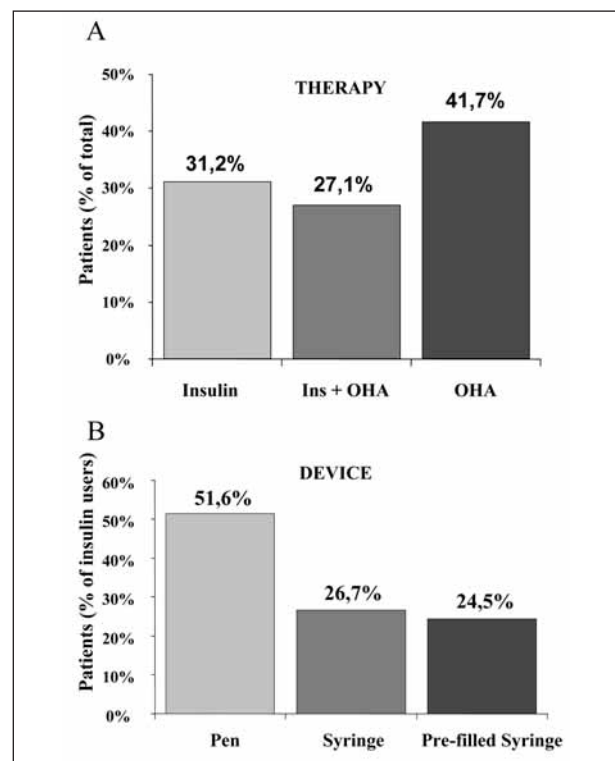 A
THERAPY
Patients (% of total)
50%
40%
30%
20%
10%
0%
31,2%
27,1%
41,7%
Insulin
Ins + OHA
OHA
B
DEVICE
Patients (% of insulin users)
60%
50%
40%
30%
20%
10%
0%
51,6%
26,7%
24,5%
Pen
Syringe
Pre-filled Syringe